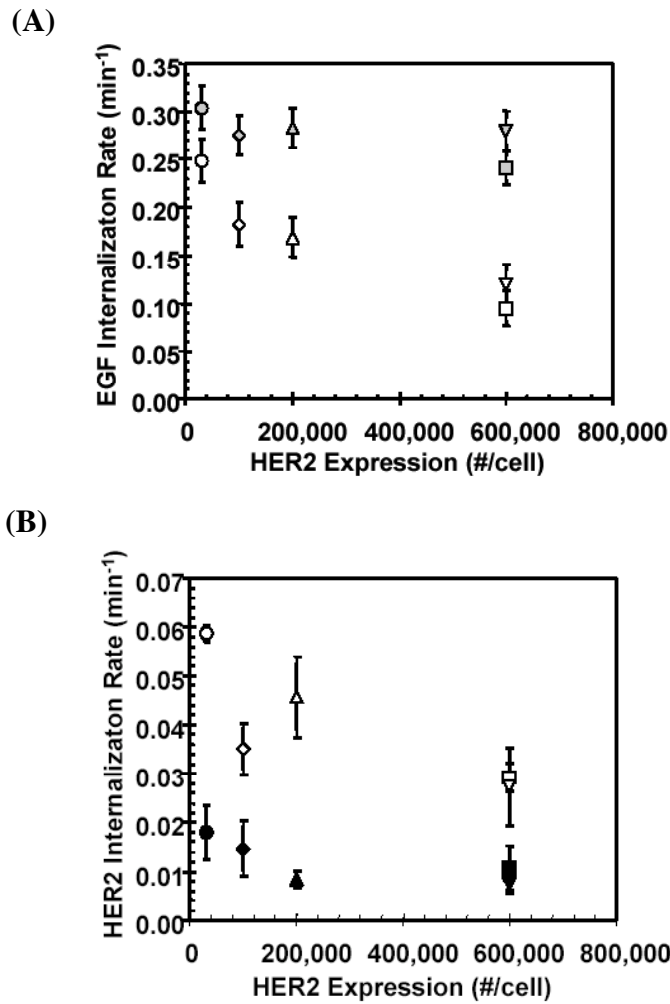 (A)
EGF Internalizaton Rate (min⁻¹)
0.35
0.30
0.25
0.20
0.15
0.10
0.05
0.00
0 200,000 400,000 600,000 800,000
HER2 Expression (#/cell)
(B)
HER2 Internalizaton Rate (min⁻¹)
0.07
0.06
0.05
0.04
0.03
0.02
0.01
0.00
0 200,000 400,000 600,000 800,000
HER2 Expression (#/cell)